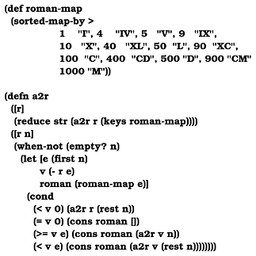 (def roman-map
(sorted-map-by >
1 "I", 4 "IV", 5 "V", 9 "IX",
10 "X", 40 "XL", 50 "L", 90 "XC",
100 "C", 400 "CD", 500 "D", 900 "CM"
1000 "M"))
(defn a2r
([r]
(reduce str (a2r r (keys roman-map))))
([r n]
(when-not (empty? n)
(let [e (first n)
v (- r e)
roman (roman-map e)]
(cond
(< v 0) (a2r r (rest n))
(= v 0) (cons roman [])
(>= v e) (cons roman (a2r v n))
(< v e) (cons roman (a2r v (rest n))))))))